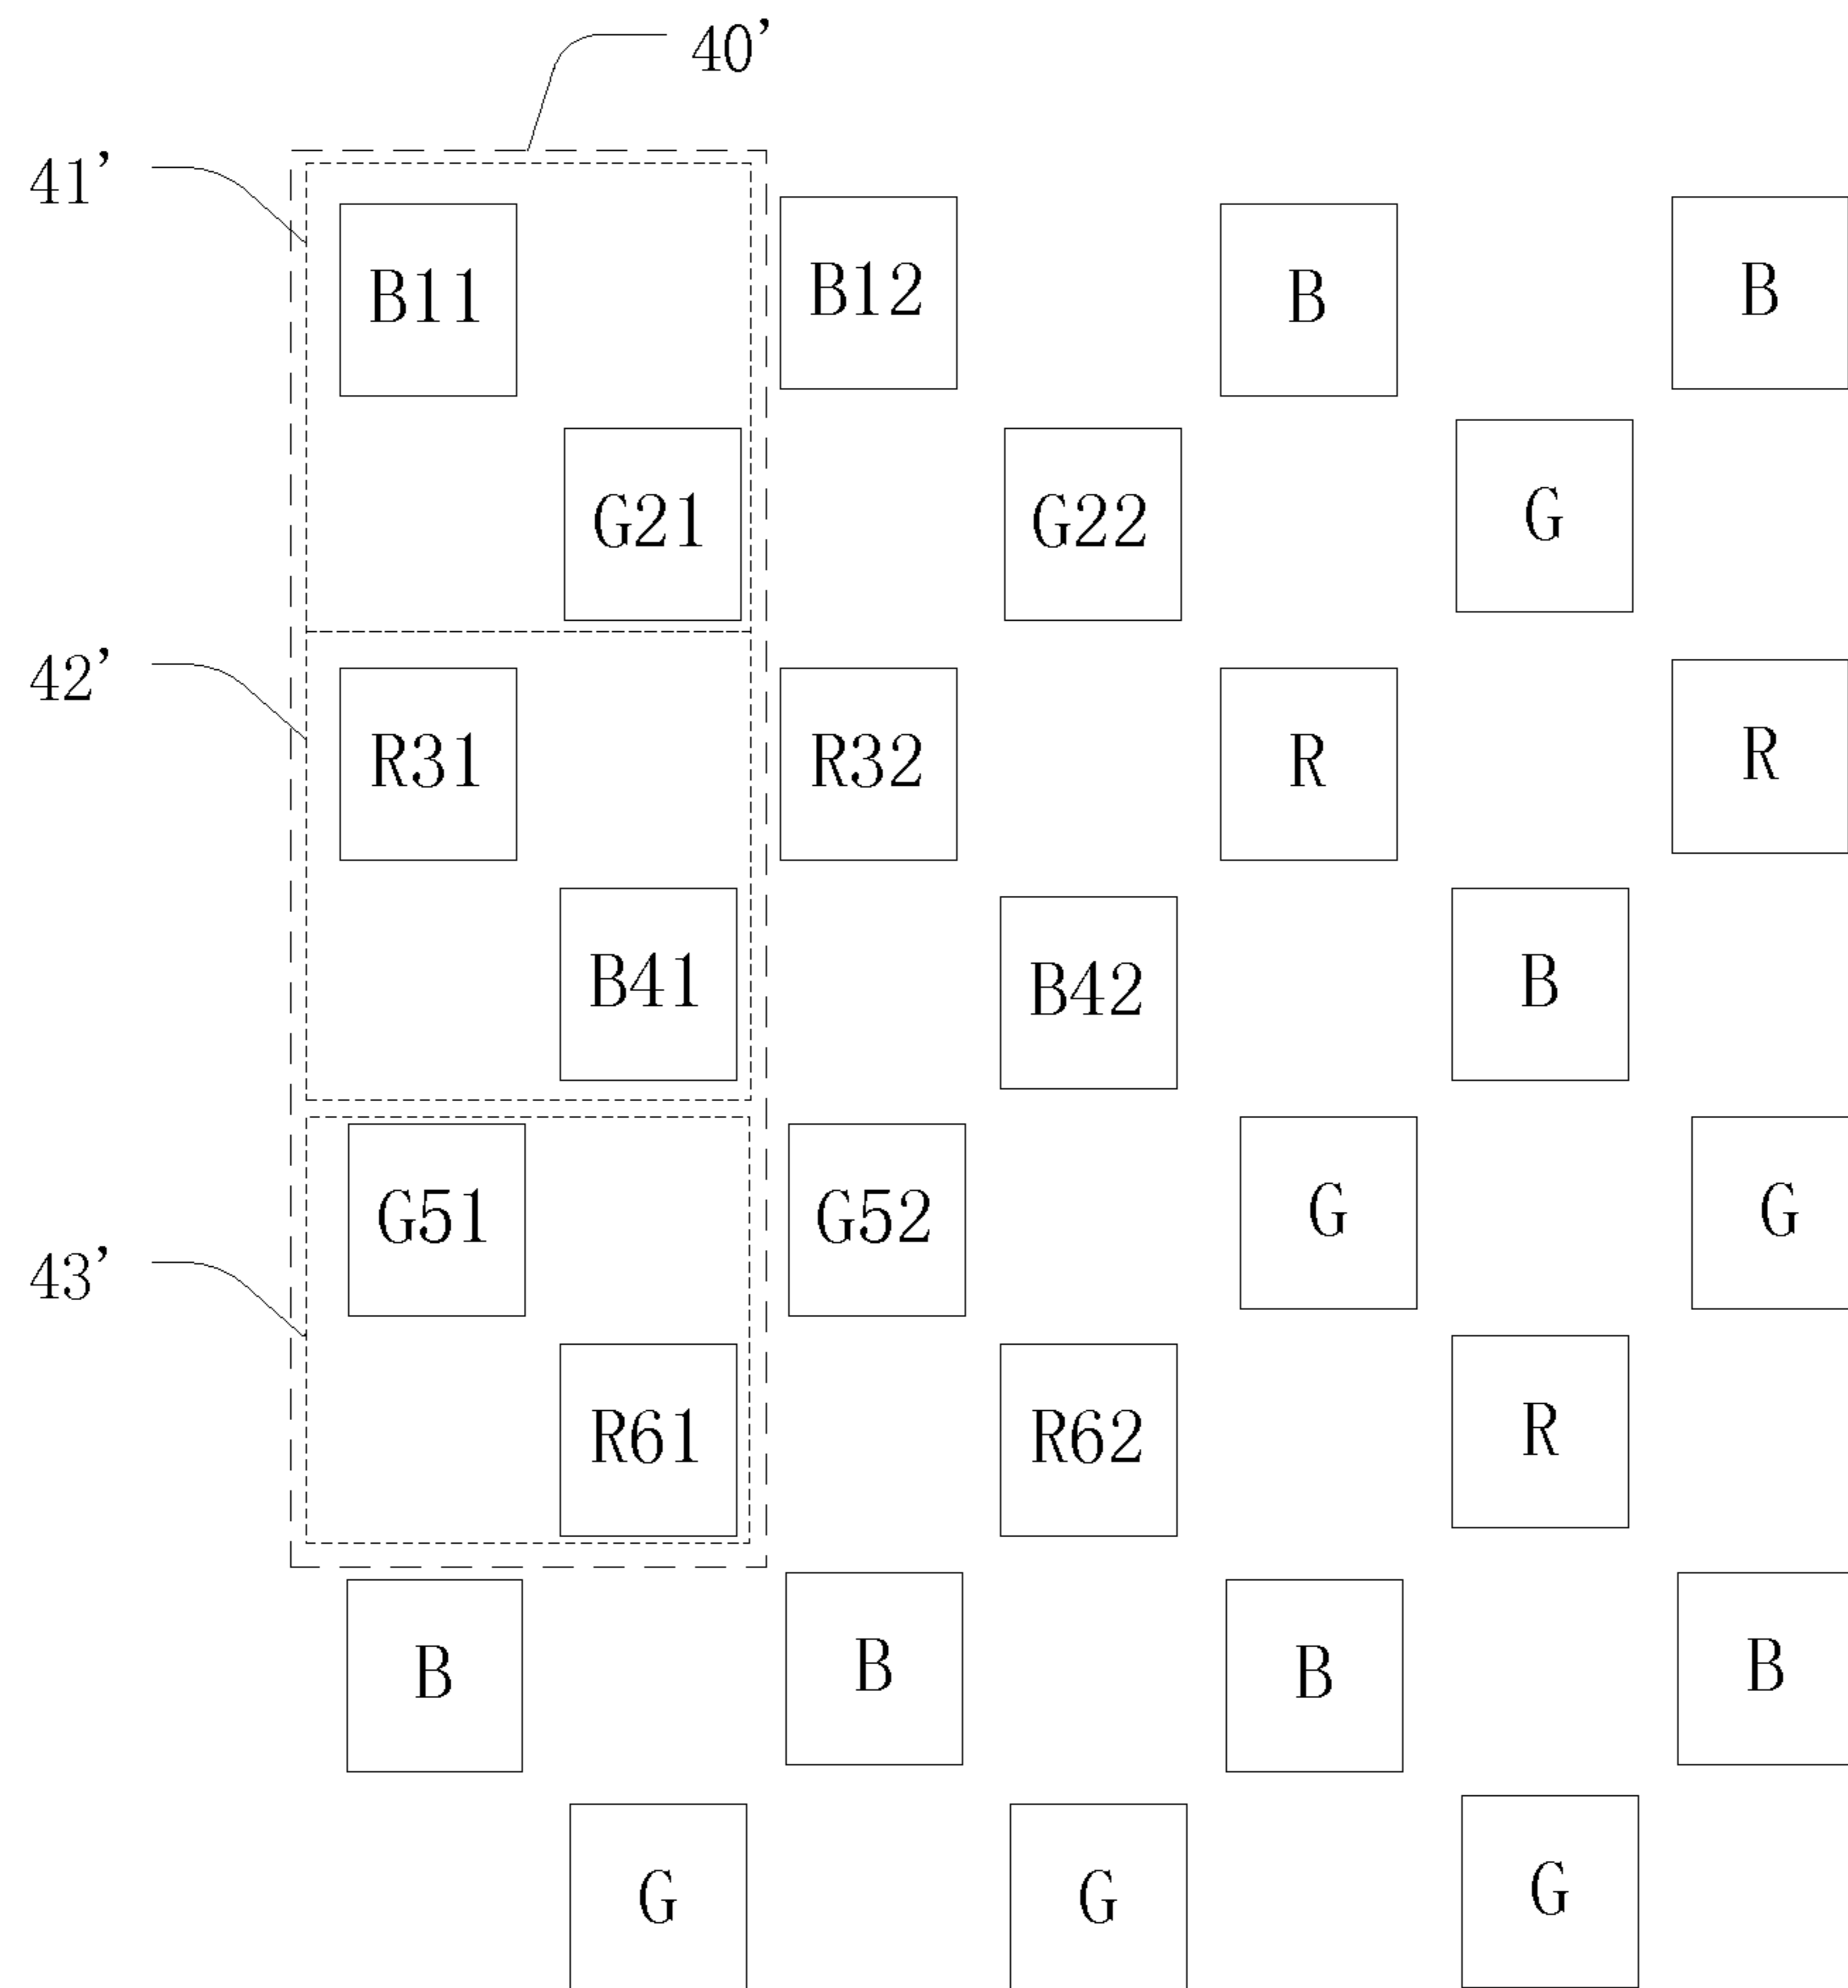 40’
41’
B11 B12 B B
G21 G22 G
42’
R31 R32 R R
B41 B42 B
43’
G51 G52 G G
R61 R62 R
B B B B
G G G